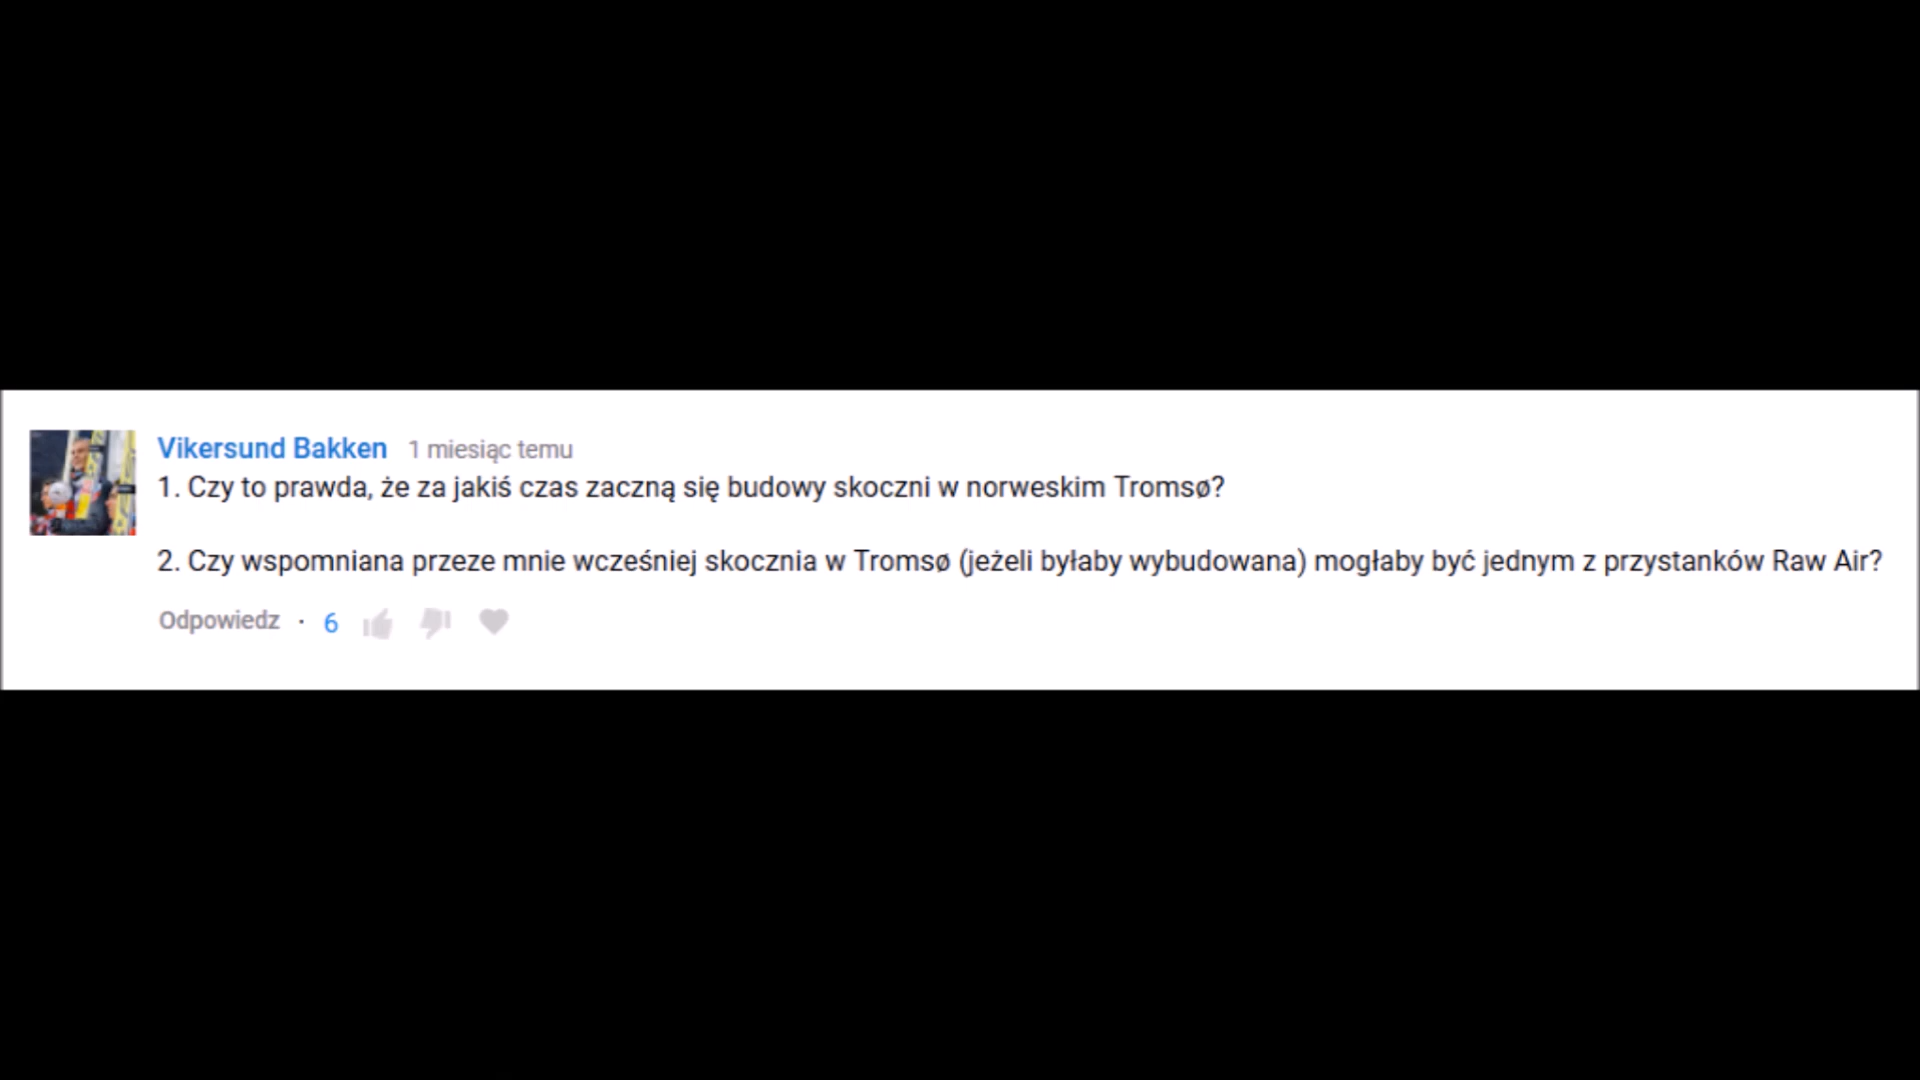 Vikersund Bakken 1 miesiąc temu
1. Czy to prawda, że za jakiś czas zaczną się budowy skoczni w norweskim Tromsø?
2. Czy wspomniana przeze mnie wcześniej skocznia w Tromsø (jeżeli byłaby wybudowana) mogłaby być jednym z przystanków Raw Air?
Odpowiedz · 6